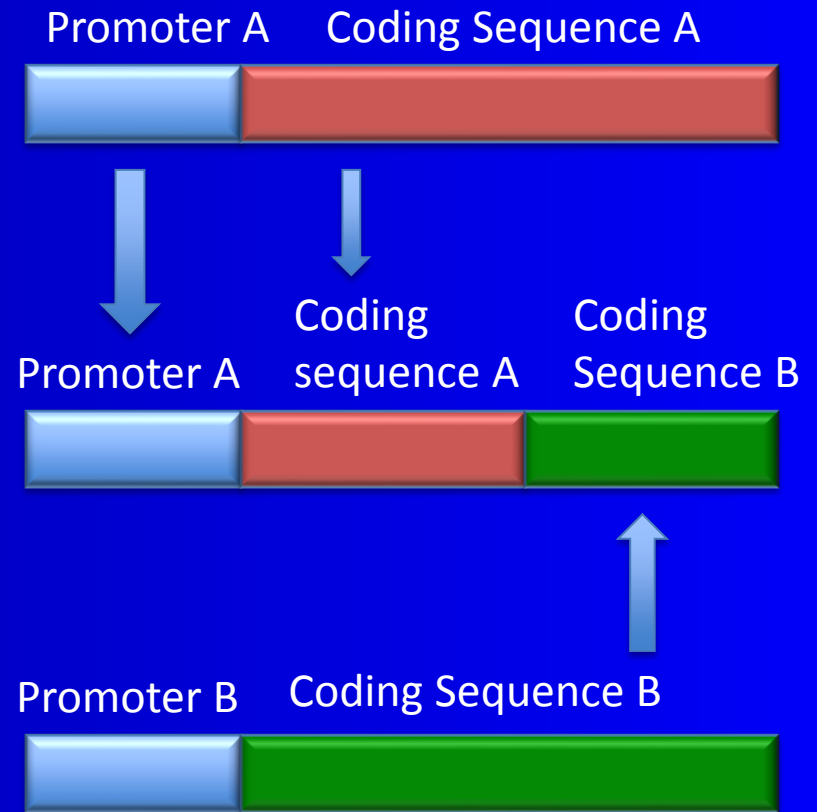 Promoter A
Coding Sequence A
Coding
sequence A
Coding
Sequence B
Promoter A
Promoter B
Coding Sequence B